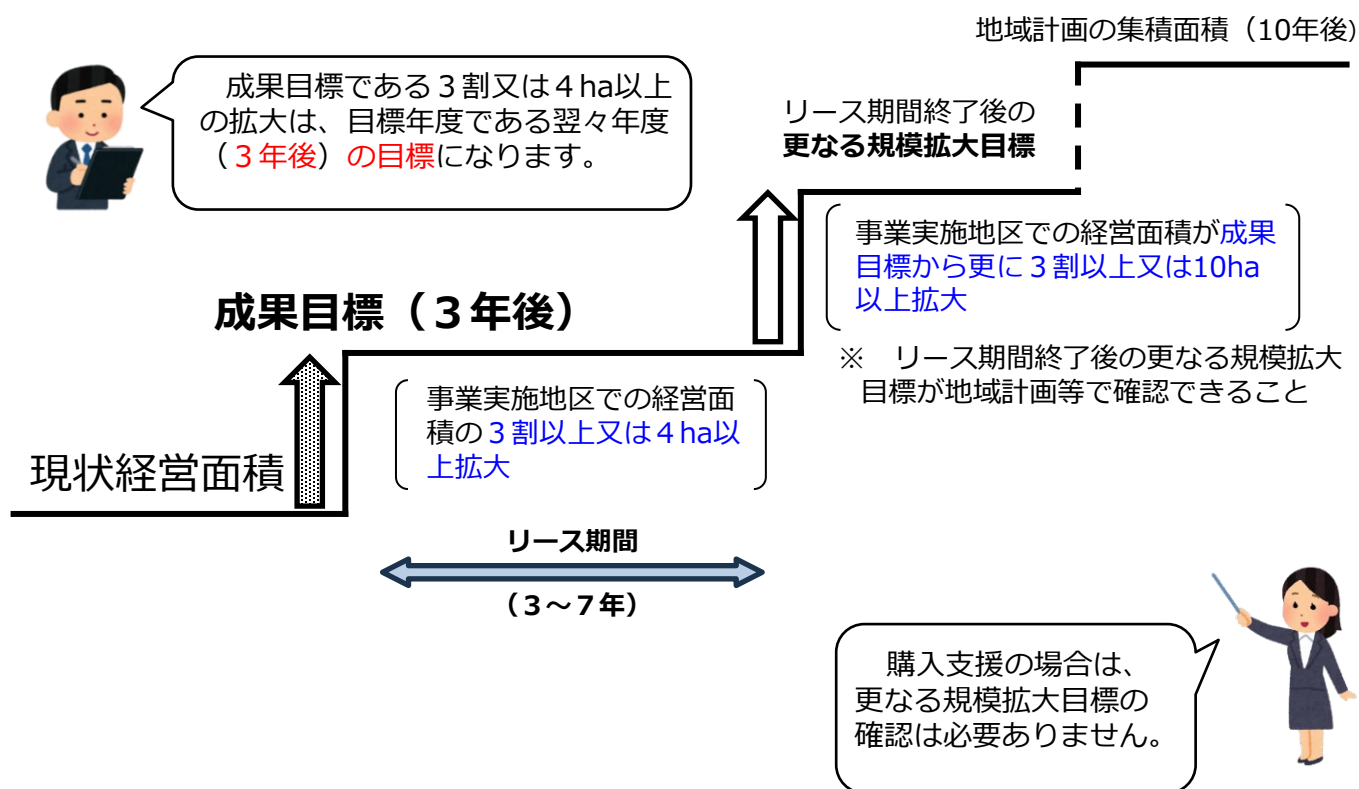 地域計画の集積面積（10年後）
成果目標である３割又は４ha以上
の拡大は、目標年度である翌々年度
（３年後）の目標になります。
リース期間終了後の
更なる規模拡大目標
事業実施地区での経営面積が成果
目標から更に３割以上又は10ha
以上拡大
※　リース期間終了後の更なる規模拡大
目標が地域計画等で確認できること
成果目標（３年後）
事業実施地区での経営面
積の３割以上又は４ha以
上拡大
現状経営面積
リース期間
（３～７年）
購入支援の場合は、
更なる規模拡大目標の
確認は必要ありません。